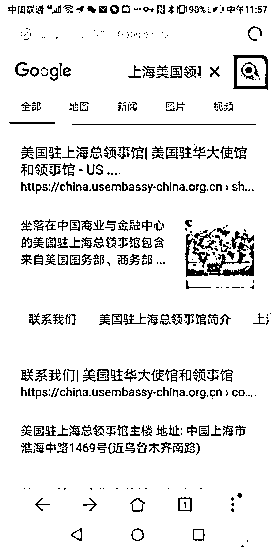 中国联通 98% 中午11:57
Google 上海美国领事 ×
全部 地图 新闻 图片 视频
美国驻上海总领事馆| 美国驻华大使馆
和领事馆 - US ....
https://china.usembassy-china.org.cn › sh...
坐落在中国商业与金融中心
的美国驻上海总领事馆包含
来自美国国务部、商务部 ...
联系我们 美国驻上海总领事馆简介 上
联系我们| 美国驻华大使馆和领事馆
https://china.usembassy-china.org.cn › co...
美国驻上海总领事馆主楼 地址: 中国上海市
淮海中路1469号(近乌鲁木齐南路)
1